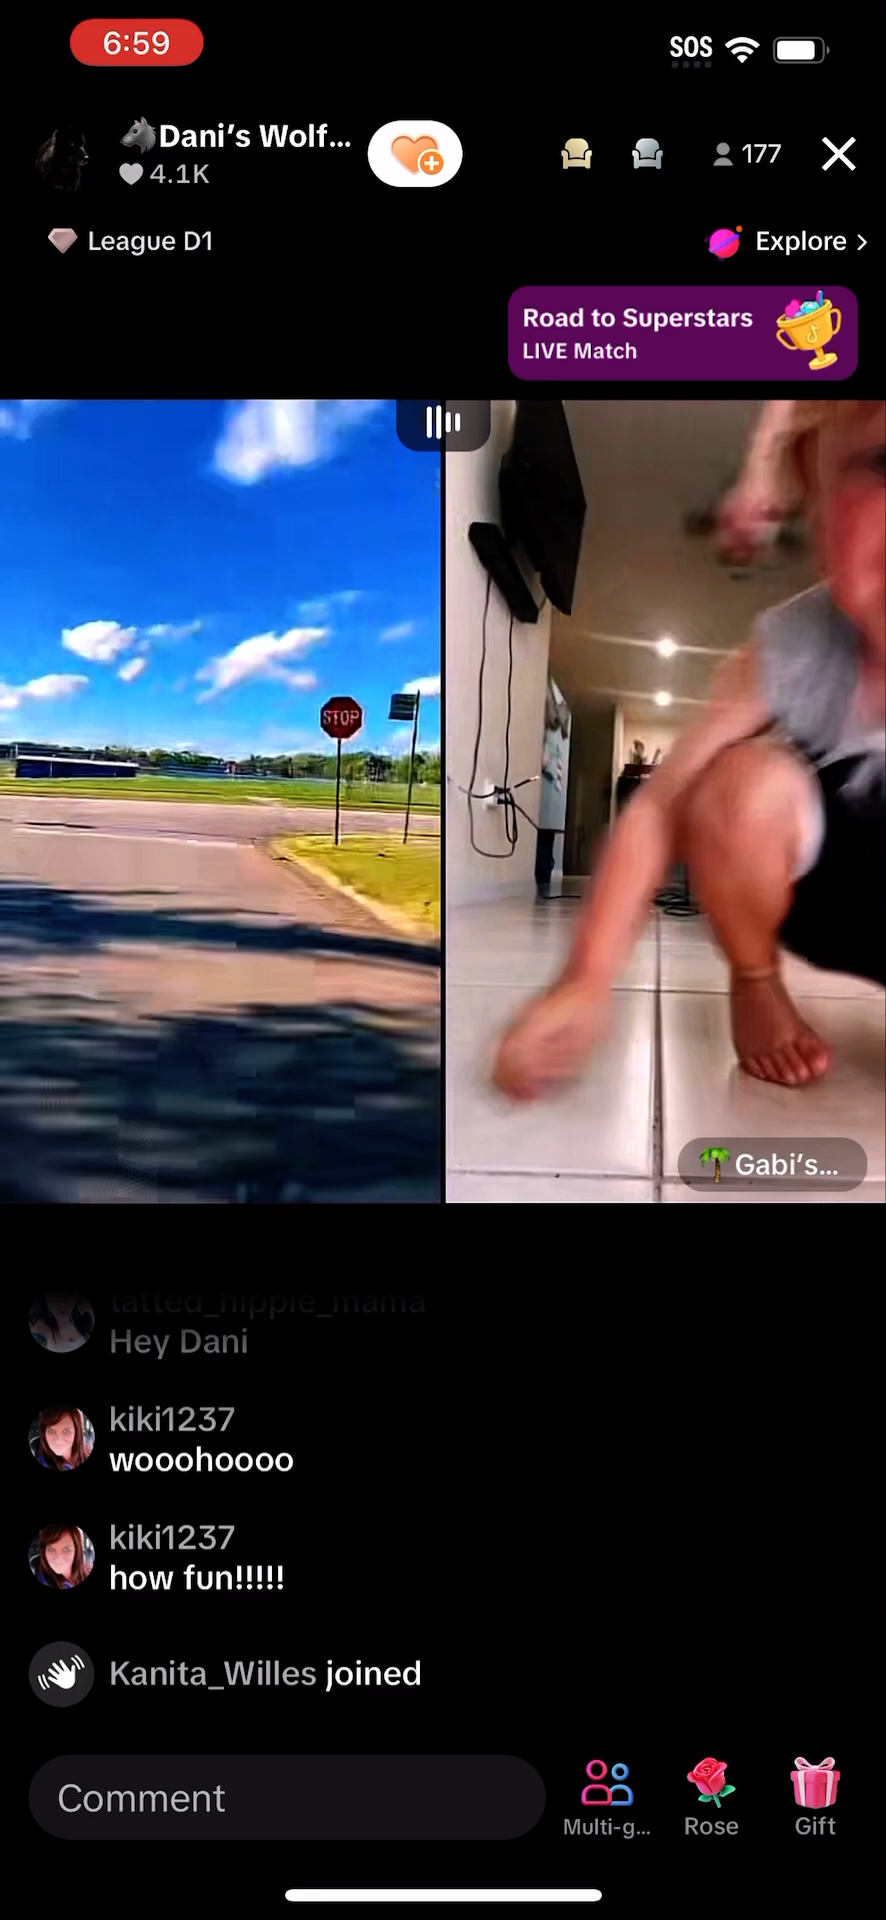 6:59
SOS
🐺Dani's Wolf...
4.1K
177
League D1
Explore >
Road to Superstars
LIVE Match
STOP
🌴Gabi's...
tatted_hippie_mama
Hey Dani
kiki1237
wooohoooo
kiki1237
how fun!!!!!
Kanita_Willes joined
Comment
Multi-g...
Rose
Gift